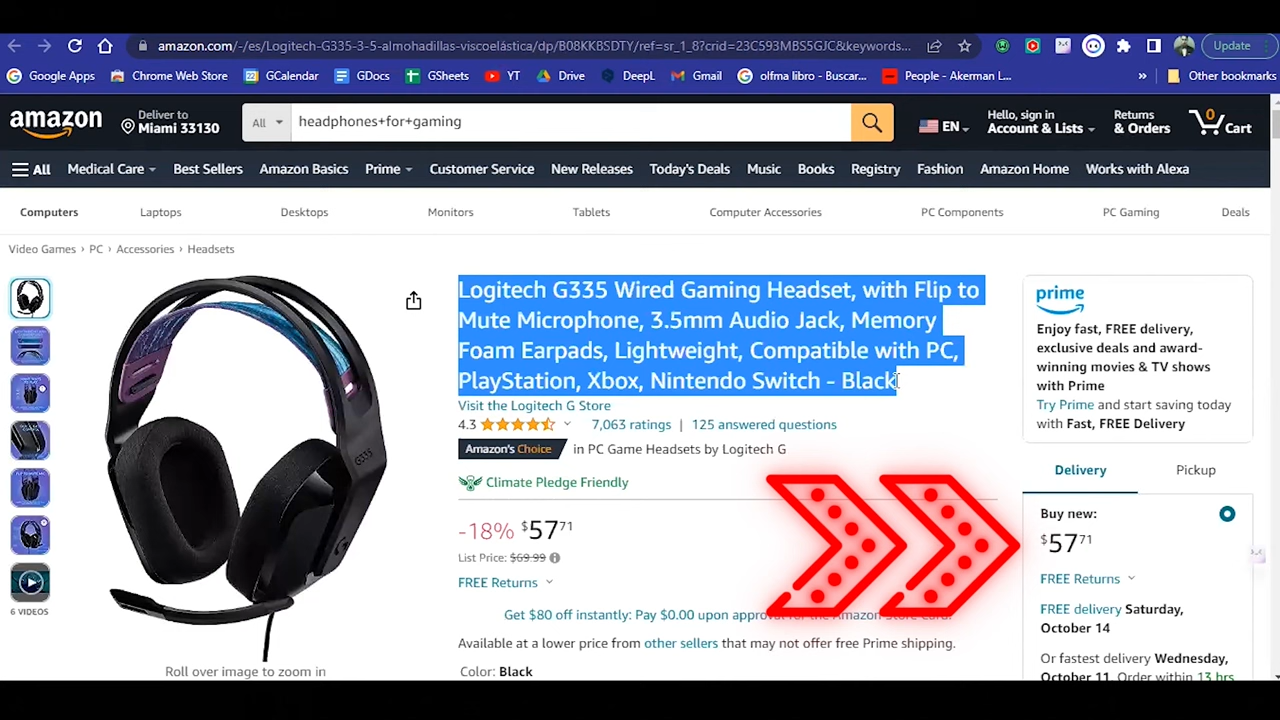 amazon.com/-/es/Logitech-G335-3-5-almohadillas-viscoelástica/dp/B08KKBSDTY/ref=sr_1_8?crid=23C593MBS5GJC&keywords...
Update
Google Apps
Chrome Web Store
GCalendar
GDocs
GSheets
YT
Drive
DeepL
Gmail
olfma libro - Buscar...
People - Akerman L...
»
Other bookmarks
amazon
Deliver to
Miami 33130
All
headphones+for+gaming
EN
Hello, sign in
Account & Lists
Returns
& Orders
0
Cart
All
Medical Care
Best Sellers
Amazon Basics
Prime
Customer Service
New Releases
Today's Deals
Music
Books
Registry
Fashion
Amazon Home
Works with Alexa
Computers
Laptops
Desktops
Monitors
Tablets
Computer Accessories
PC Components
PC Gaming
Deals
Video Games › PC › Accessories › Headsets
G335
6 VIDEOS
Roll over image to zoom in
Logitech G335 Wired Gaming Headset, with Flip to
Mute Microphone, 3.5mm Audio Jack, Memory
Foam Earpads, Lightweight, Compatible with PC,
PlayStation, Xbox, Nintendo Switch - Black
Visit the Logitech G Store
4.3
7,063 ratings | 125 answered questions
Amazon's Choice in PC Game Headsets by Logitech G
Climate Pledge Friendly
-18% $57 71
List Price: $69.99
FREE Returns
Get $80 off instantly: Pay $0.00 upon approval for the Amazon Store Card.
Available at a lower price from other sellers that may not offer free Prime shipping.
Color: Black
prime
Enjoy fast, FREE delivery,
exclusive deals and award-
winning movies & TV shows
with Prime
Try Prime and start saving today
with Fast, FREE Delivery
Delivery
Pickup
Buy new:
$57 71
FREE Returns
FREE delivery Saturday,
October 14
Or fastest delivery Wednesday,
October 11. Order within 13 hrs